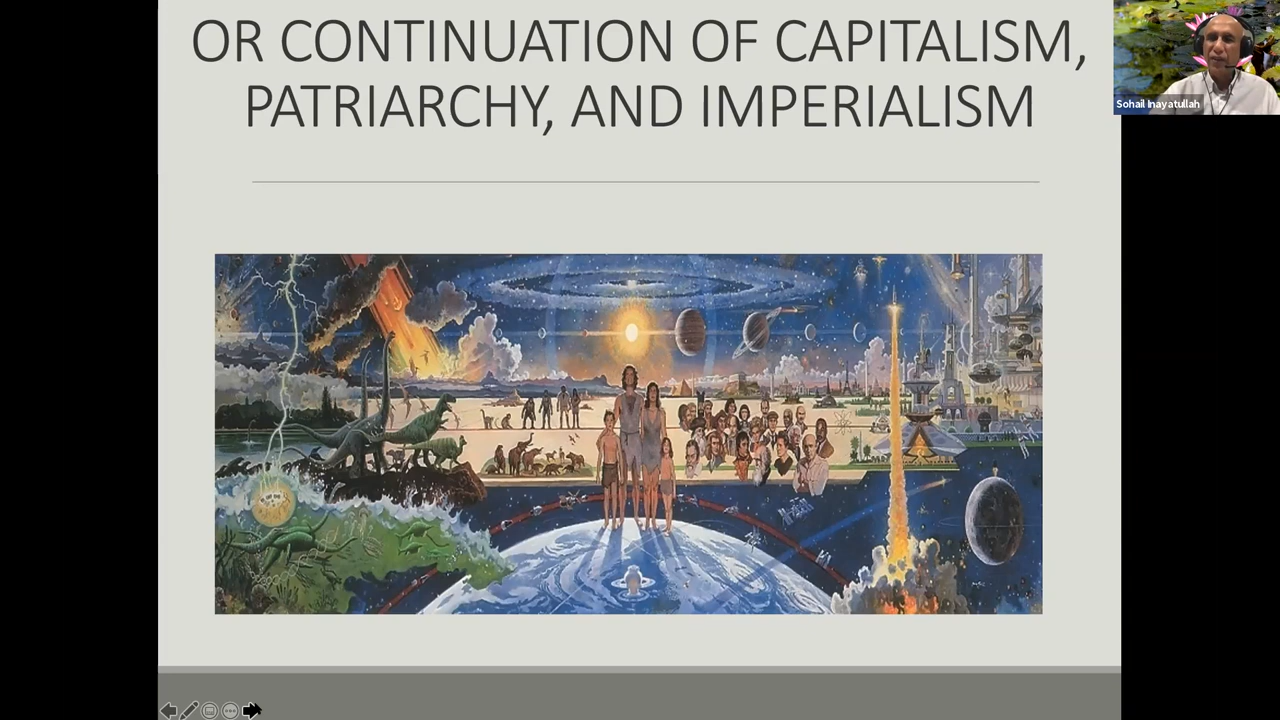 OR CONTINUATION OF CAPITALISM,
PATRIARCHY, AND IMPERIALISM
Sohail Inayatullah